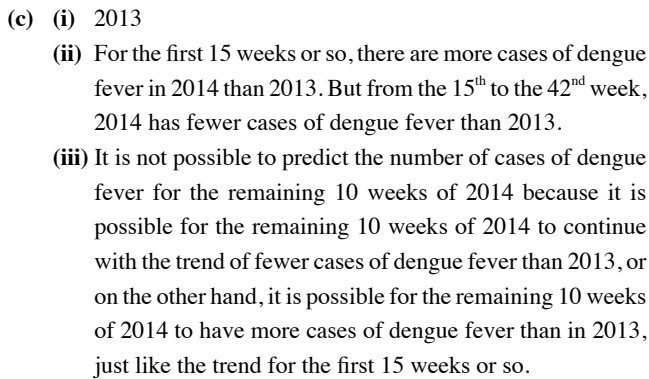 (c) (i) 2013
(ii) For the first 15 weeks or so, there are more cases of dengue
fever in 2014 than 2013. But from the 15th to the 42nd week,
2014 has fewer cases of dengue fever than 2013.
(iii) It is not possible to predict the number of cases of dengue
fever for the remaining 10 weeks of 2014 because it is
possible for the remaining 10 weeks of 2014 to continue
with the trend of fewer cases of dengue fever than 2013, or
on the other hand, it is possible for the remaining 10 weeks
of 2014 to have more cases of dengue fever than in 2013,
just like the trend for the first 15 weeks or so.